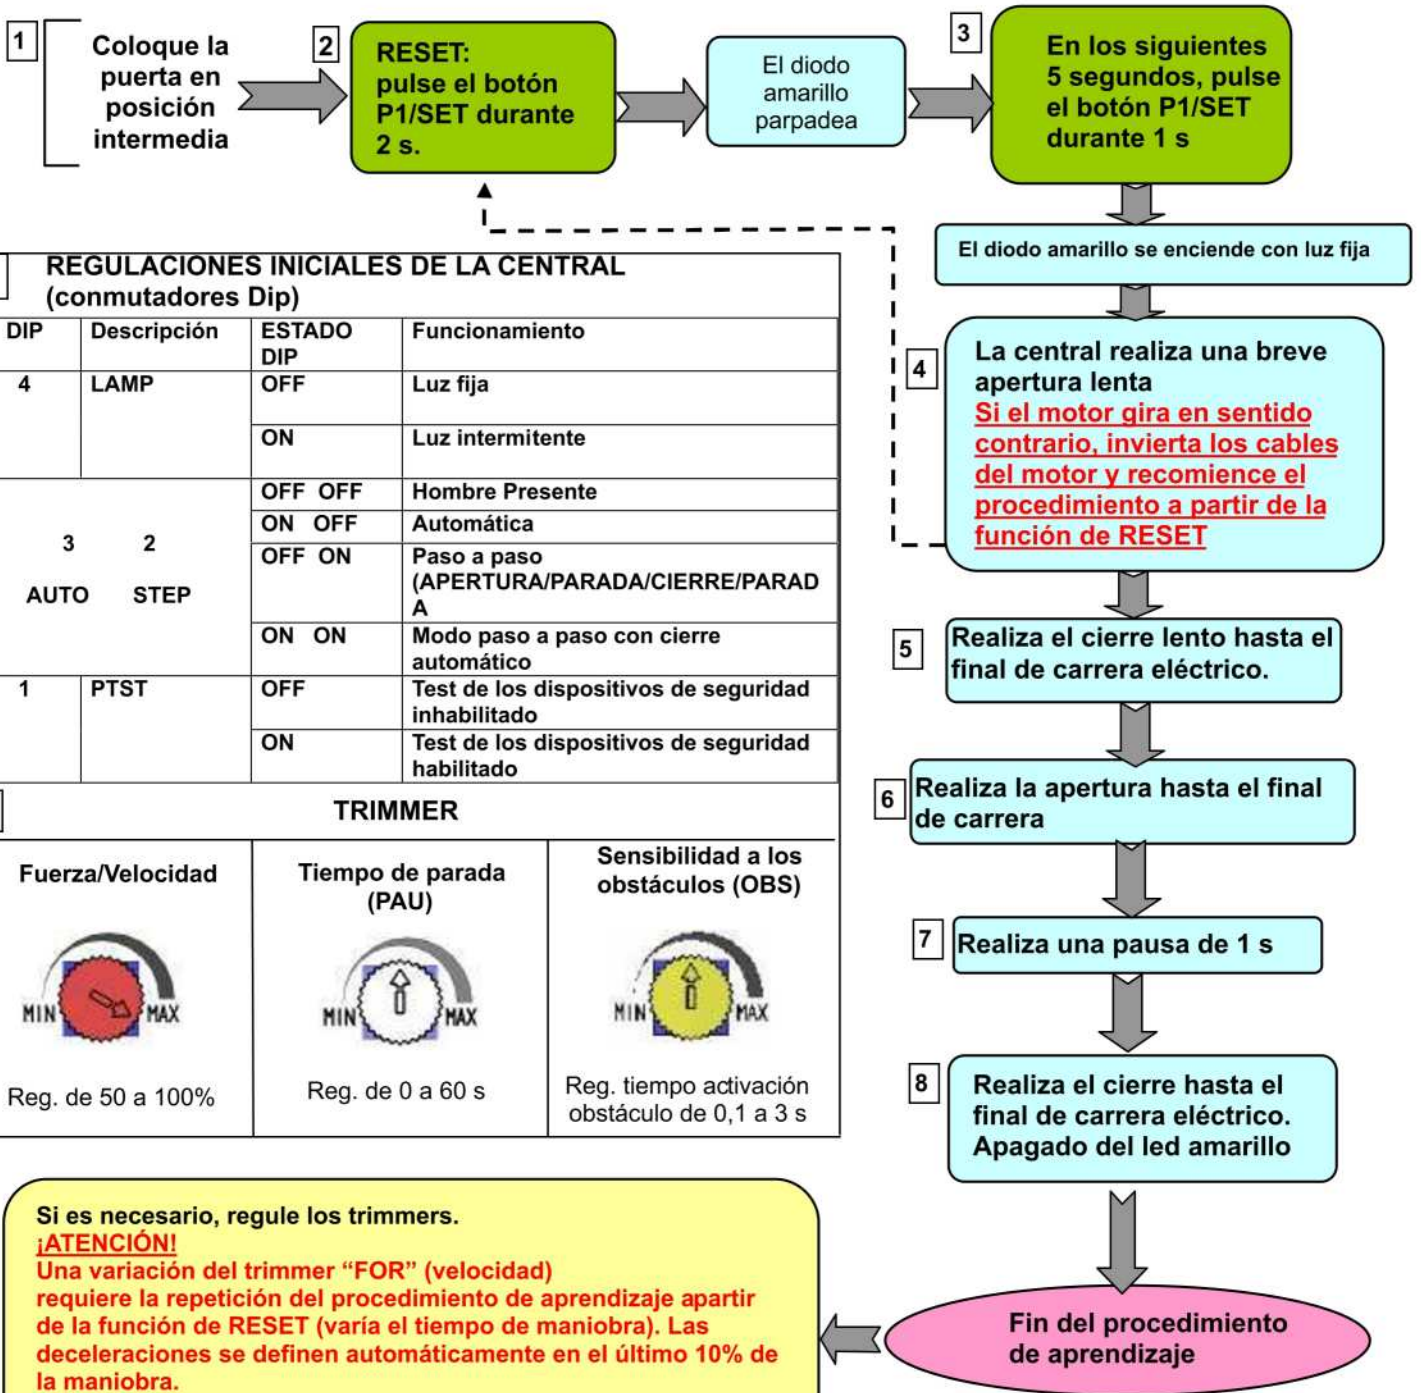 1
Coloque la
puerta en
posición
intermedia
2
RESET:
pulse el botón
P1/SET durante
2 s.
El diodo
amarillo
parpadea
3
En los siguientes
5 segundos, pulse
el botón P1/SET
durante 1 s
El diodo amarillo se enciende con luz fija
4
La central realiza una breve
apertura lenta
Si el motor gira en sentido
contrario, invierta los cables
del motor y recomience el
procedimiento a partir de la
función de RESET
5
Realiza el cierre lento hasta el
final de carrera eléctrico.
6
Realiza la apertura hasta el final
de carrera
7
Realiza una pausa de 1 s
8
Realiza el cierre hasta el
final de carrera eléctrico.
Apagado del led amarillo
Fin del procedimiento
de aprendizaje
REGULACIONES INICIALES DE LA CENTRAL
(conmutadores Dip)
DIP Descripción ESTADO Funcionamiento
DIP
4 LAMP OFF Luz fija
ON Luz intermitente
OFF OFF Hombre Presente
ON OFF Automática
3 2
OFF ON Paso a paso
(APERTURA/PARADA/CIERRE/PARAD
AUTO STEP
A
ON ON Modo paso a paso con cierre
automático
1 PTST OFF Test de los dispositivos de seguridad
inhabilitado
ON Test de los dispositivos de seguridad
habilitado
TRIMMER
Fuerza/Velocidad
MIN MAX
Reg. de 50 a 100%
Tiempo de parada
(PAU)
MIN MAX
Reg. de 0 a 60 s
Sensibilidad a los
obstáculos (OBS)
MIN MAX
Reg. tiempo activación
obstáculo de 0,1 a 3 s
Si es necesario, regule los trimmers.
¡ATENCIÓN!
Una variación del trimmer “FOR” (velocidad)
requiere la repetición del procedimiento de aprendizaje apartir
de la función de RESET (varía el tiempo de maniobra). Las
deceleraciones se definen automáticamente en el último 10% de
la maniobra.